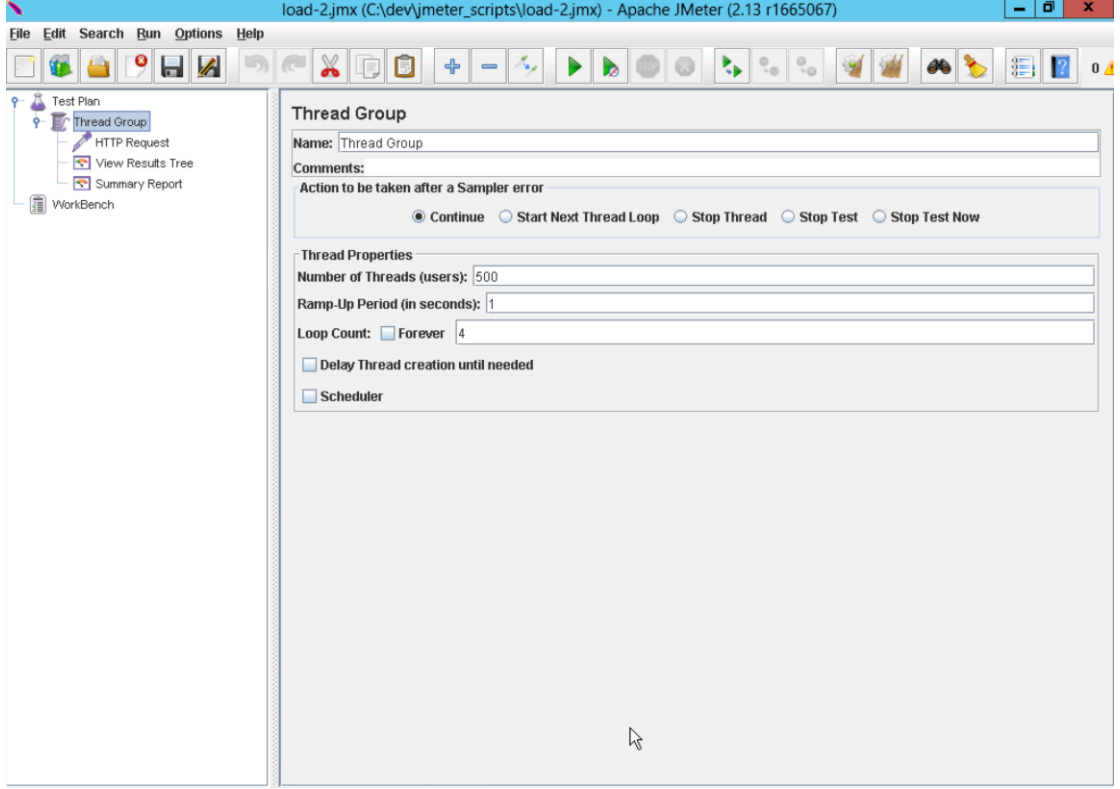 load-2.jmx (C:\dev\jmeter_scripts\load-2.jmx) - Apache JMeter (2.13 r1665067)
File Edit Search Run Options Help
0
Test Plan
Thread Group
HTTP Request
View Results Tree
Summary Report
WorkBench
Thread Group
Name: Thread Group
Comments:
Action to be taken after a Sampler error
Continue Start Next Thread Loop Stop Thread Stop Test Stop Test Now
Thread Properties
Number of Threads (users): 500
Ramp-Up Period (in seconds): 1
Loop Count: Forever 4
Delay Thread creation until needed
Scheduler